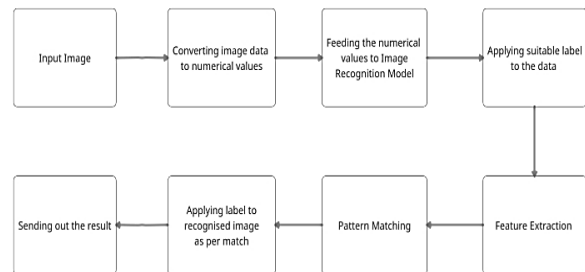 Input Image
Converting image data
to numerical values
Feeding the numerical
values to Image
Recognition Model
Applying suitable label
to the data
Sending out the result
Applying label to
recognised image
as per match
Pattern Matching
Feature Extraction